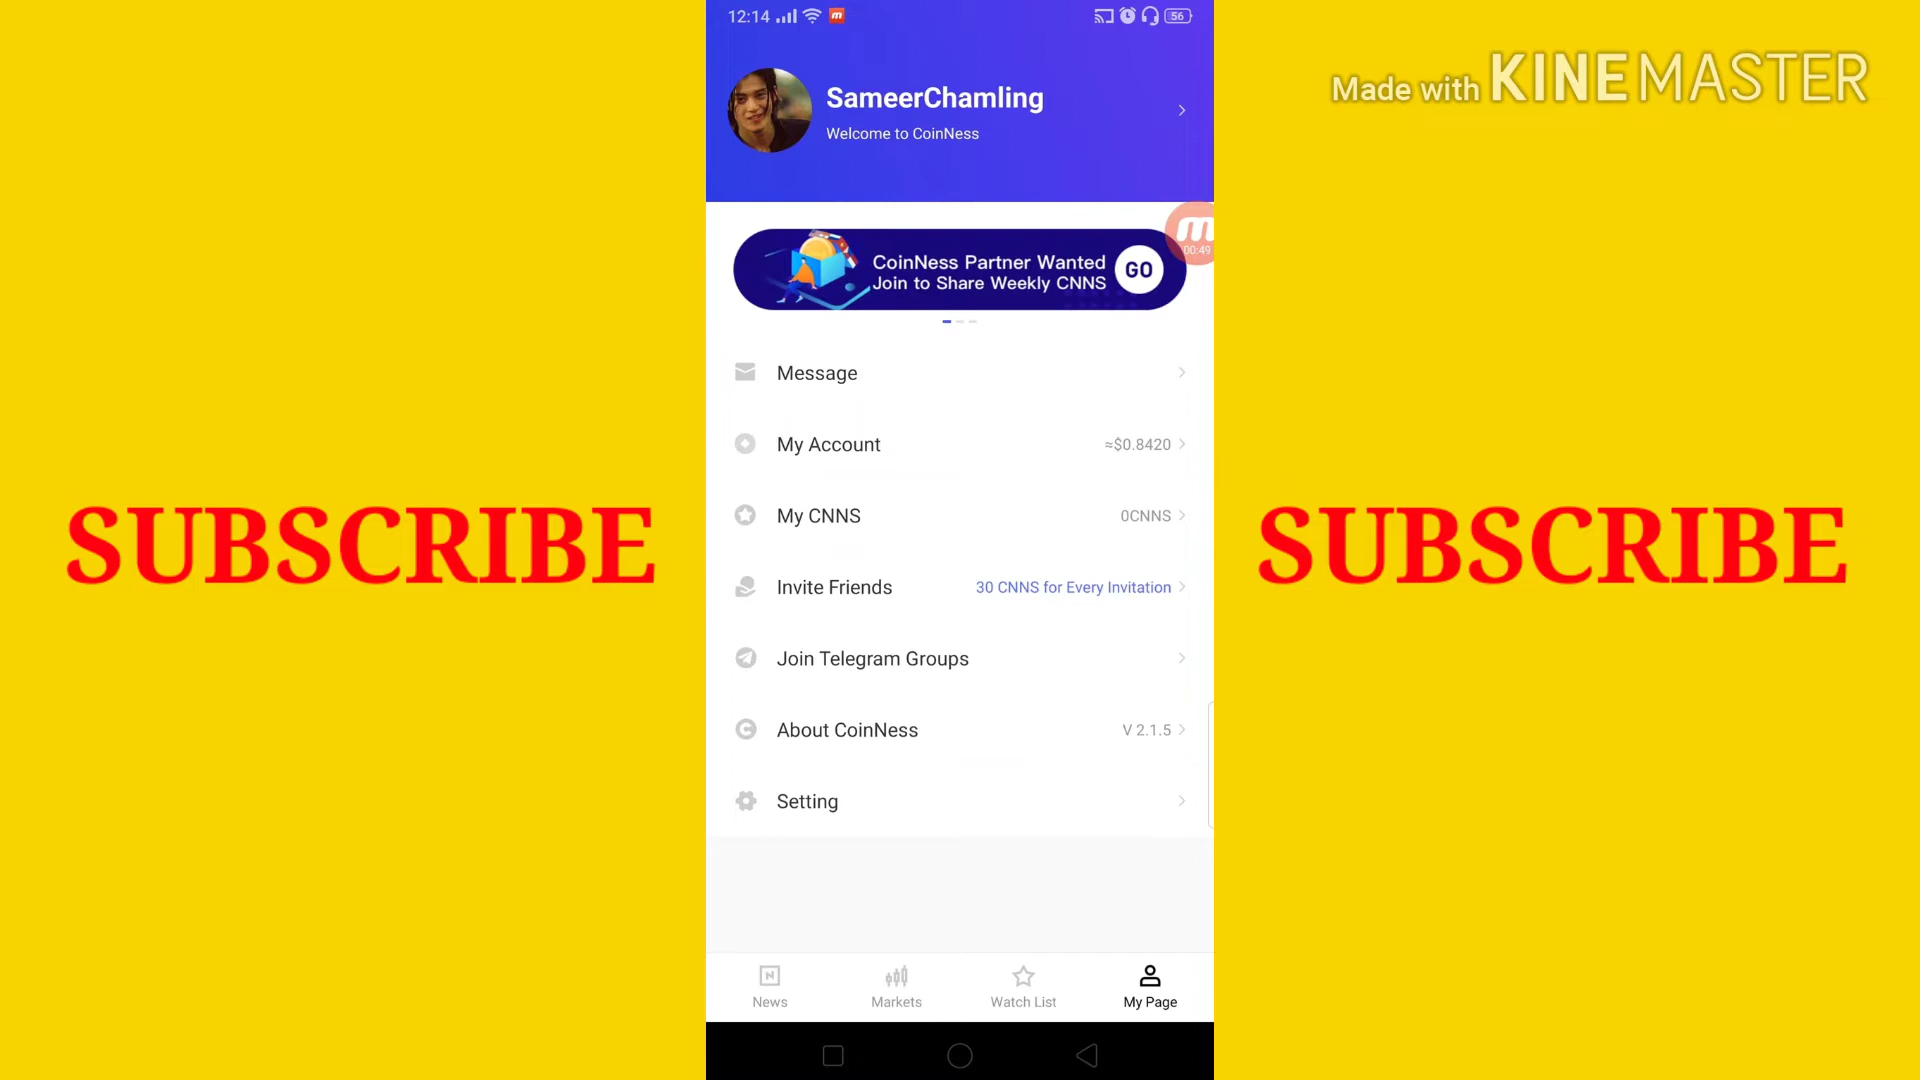 12:14
56
Made with KINEMASTER
SameerChamling
Welcome to CoinNess
00:49
CoinNess Partner Wanted
Join to Share Weekly CNNS
GO
Message
My Account ≈$0.8420
My CNNS 0CNNS
SUBSCRIBE
SUBSCRIBE
Invite Friends 30 CNNS for Every Invitation
Join Telegram Groups
About CoinNess V 2.1.5
Setting
News
Markets
Watch List
My Page